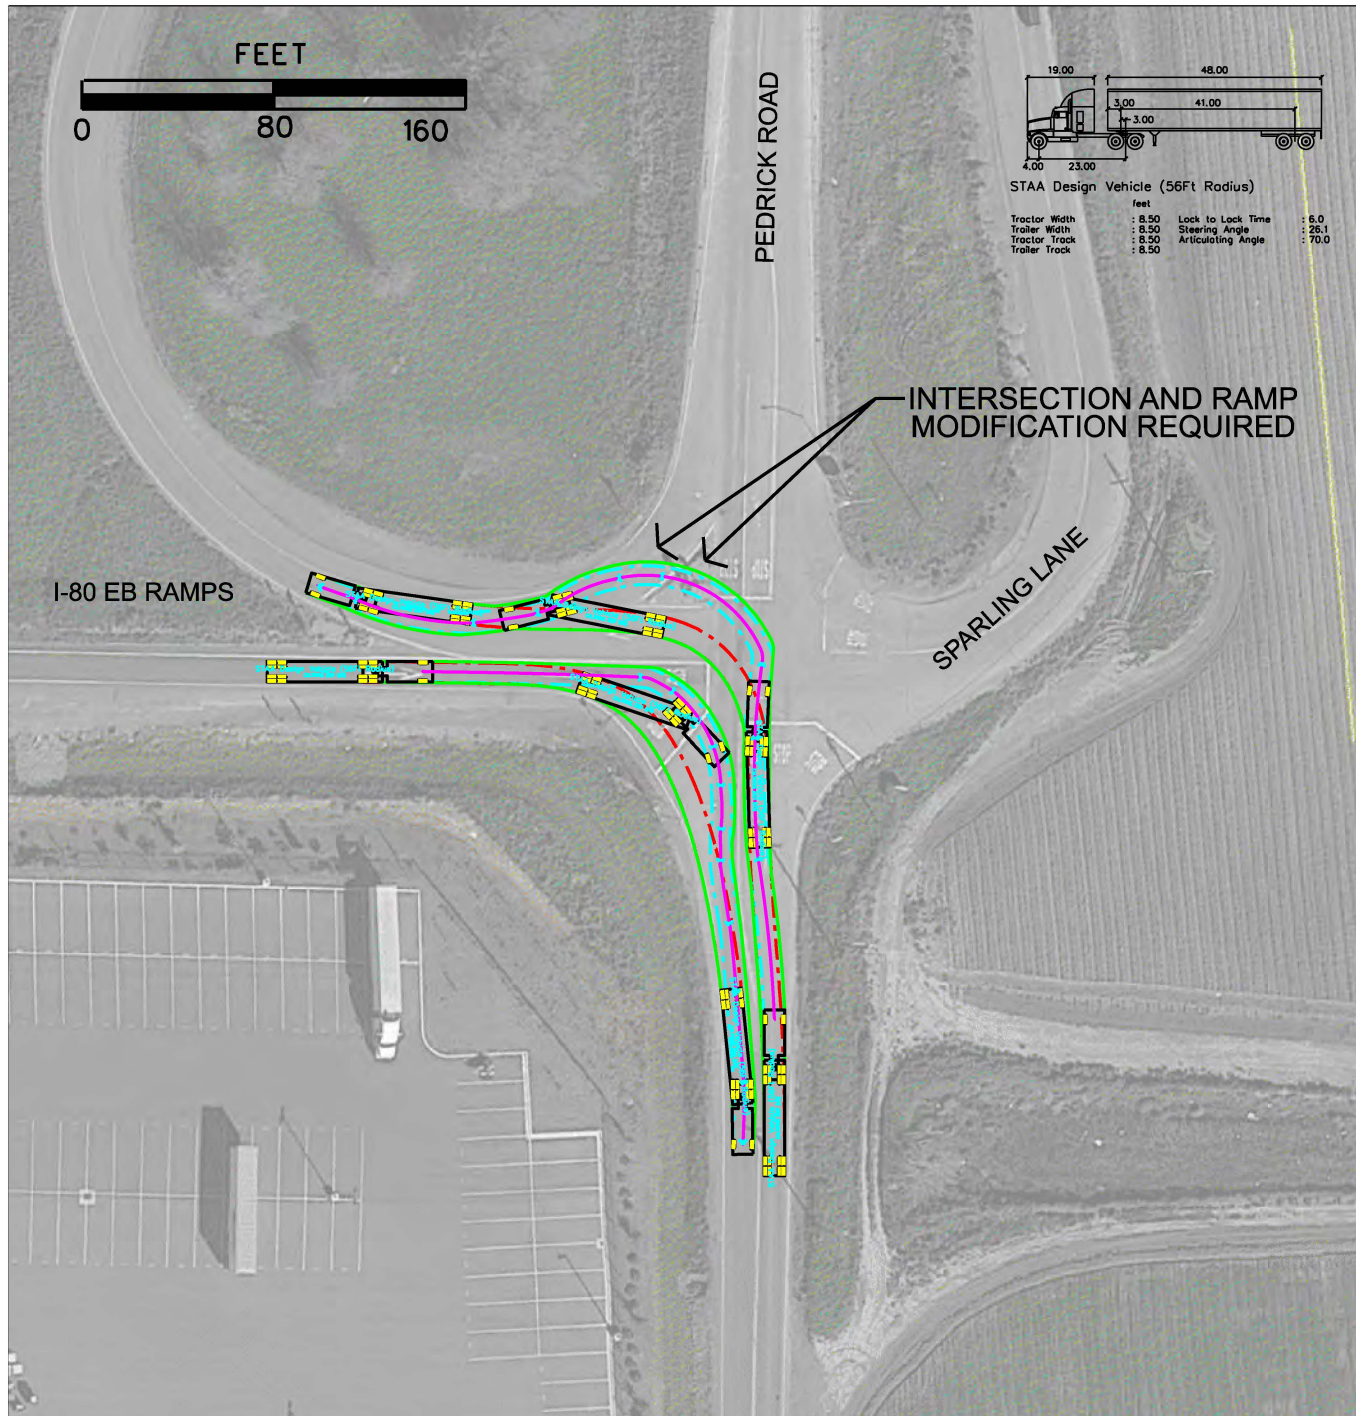 FEET
0 80 160
PEDRICK ROAD
19.00 48.00
3.00 41.00
3.00
4.00 23.00
STAA Design Vehicle (56Ft Radius)
feet
Tractor Width : 8.50 Lock to Lock Time : 6.0
Trailer Width : 8.50 Steering Angle : 26.1
Tractor Track : 8.50 Articulating Angle : 70.0
Trailer Track : 8.50
INTERSECTION AND RAMP
MODIFICATION REQUIRED
I-80 EB RAMPS
SPARLING LANE